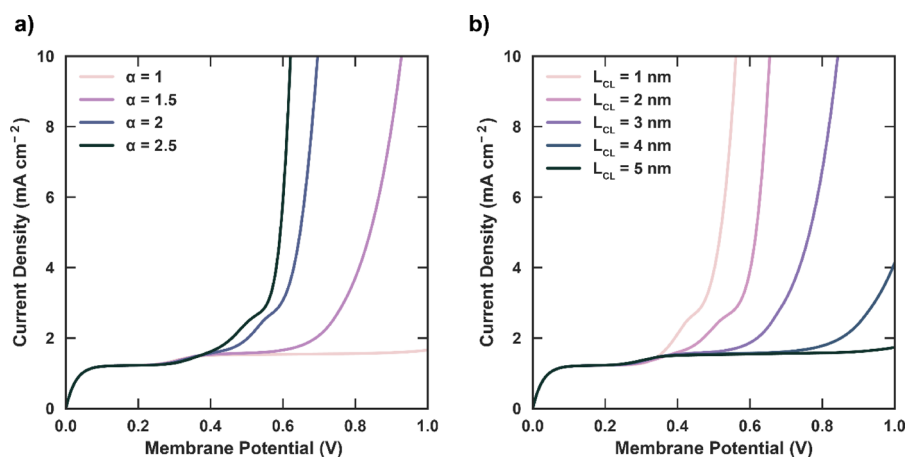 a)
10
8
6
4
2
0
0.0 0.2 0.4 0.6 0.8 1.0
Current Density (mA cm⁻²)
Membrane Potential (V)
α = 1
α = 1.5
α = 2
α = 2.5
b)
10
8
6
4
2
0
0.0 0.2 0.4 0.6 0.8 1.0
Current Density (mA cm⁻²)
Membrane Potential (V)
L_CL = 1 nm
L_CL = 2 nm
L_CL = 3 nm
L_CL = 4 nm
L_CL = 5 nm